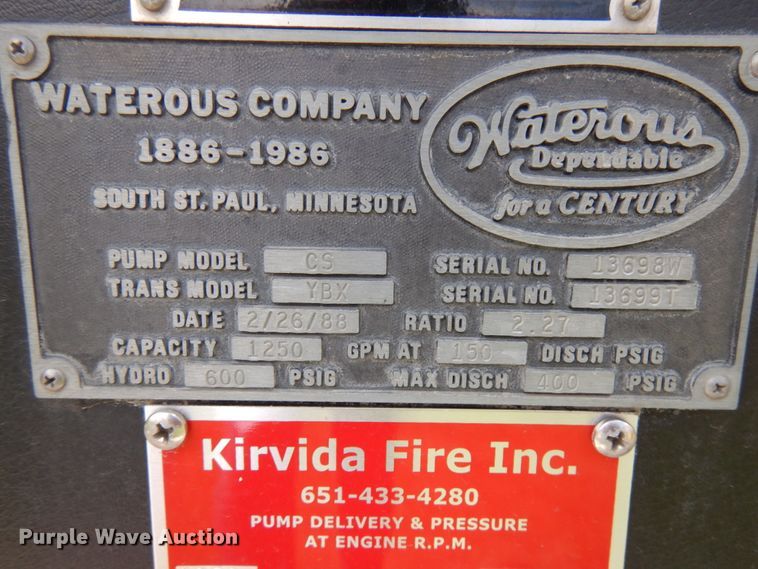 WATEROUS COMPANY
1886-1986
SOUTH ST. PAUL, MINNESOTA
Waterous
Dependable
for a CENTURY
PUMP MODEL CS SERIAL NO. 13698W
TRANS MODEL YBX SERIAL NO. 13699T
DATE 2/26/88 RATIO 2.27
CAPACITY 1250 GPM AT 150 DISCH PSIG
HYDRO 600 PSIG MAX DISCH 400 PSIG
Kirvida Fire Inc.
651-433-4280
PUMP DELIVERY & PRESSURE
AT ENGINE R.P.M.
Purple Wave Auction